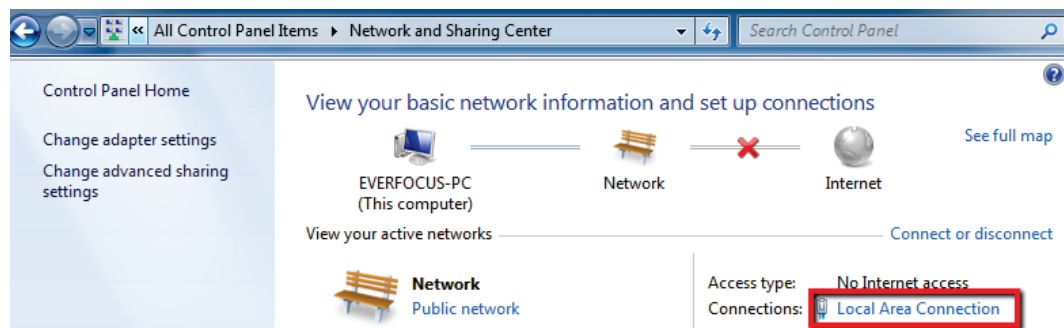 « All Control Panel Items ▸ Network and Sharing Center Search Control Panel
Control Panel Home
Change adapter settings
Change advanced sharing
settings
View your basic network information and set up connections
See full map
EVERFOCUS-PC
(This computer)
Network
Internet
View your active networks
Connect or disconnect
Network
Public network
Access type: No Internet access
Connections: Local Area Connection